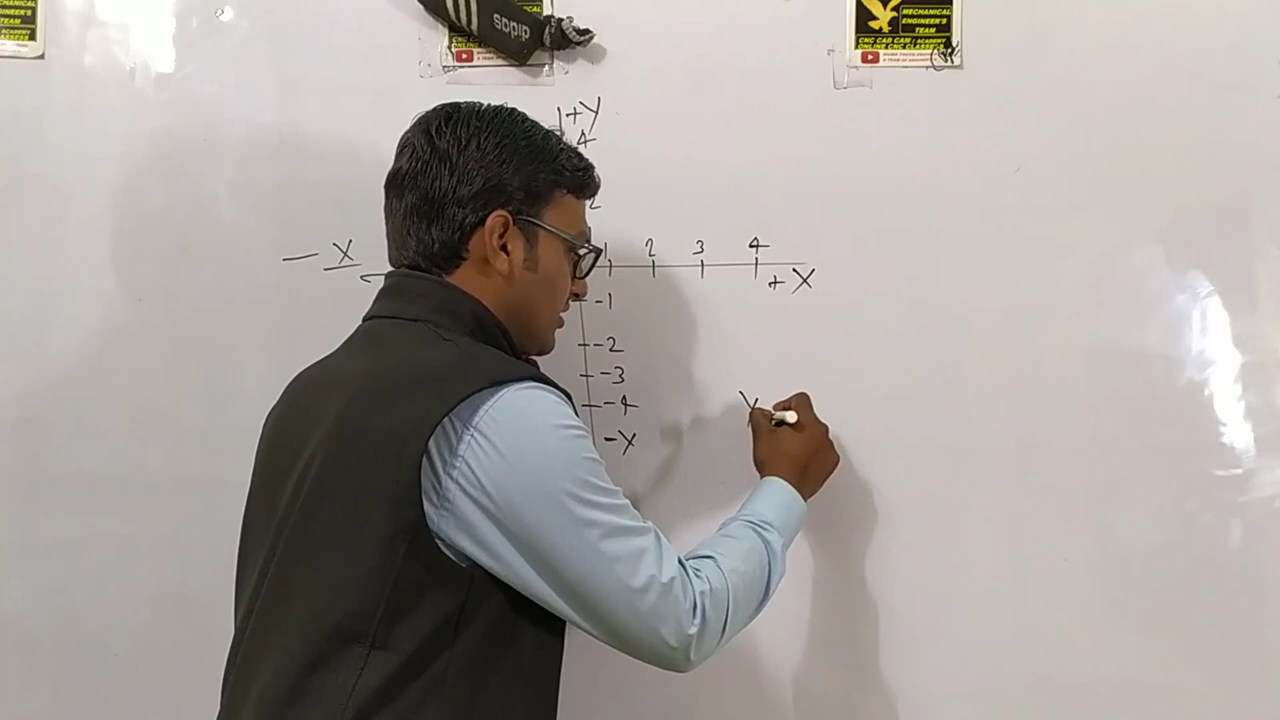 MECHANICAL
ENGINEER'S
TEAM
CNC CAD CAM / ACADEMY
ONLINE CNC CLASSES
adidas
+Y
4
2
- X
1 2 3 4
+ X
-1
-2
-3
-4
-Y
Y